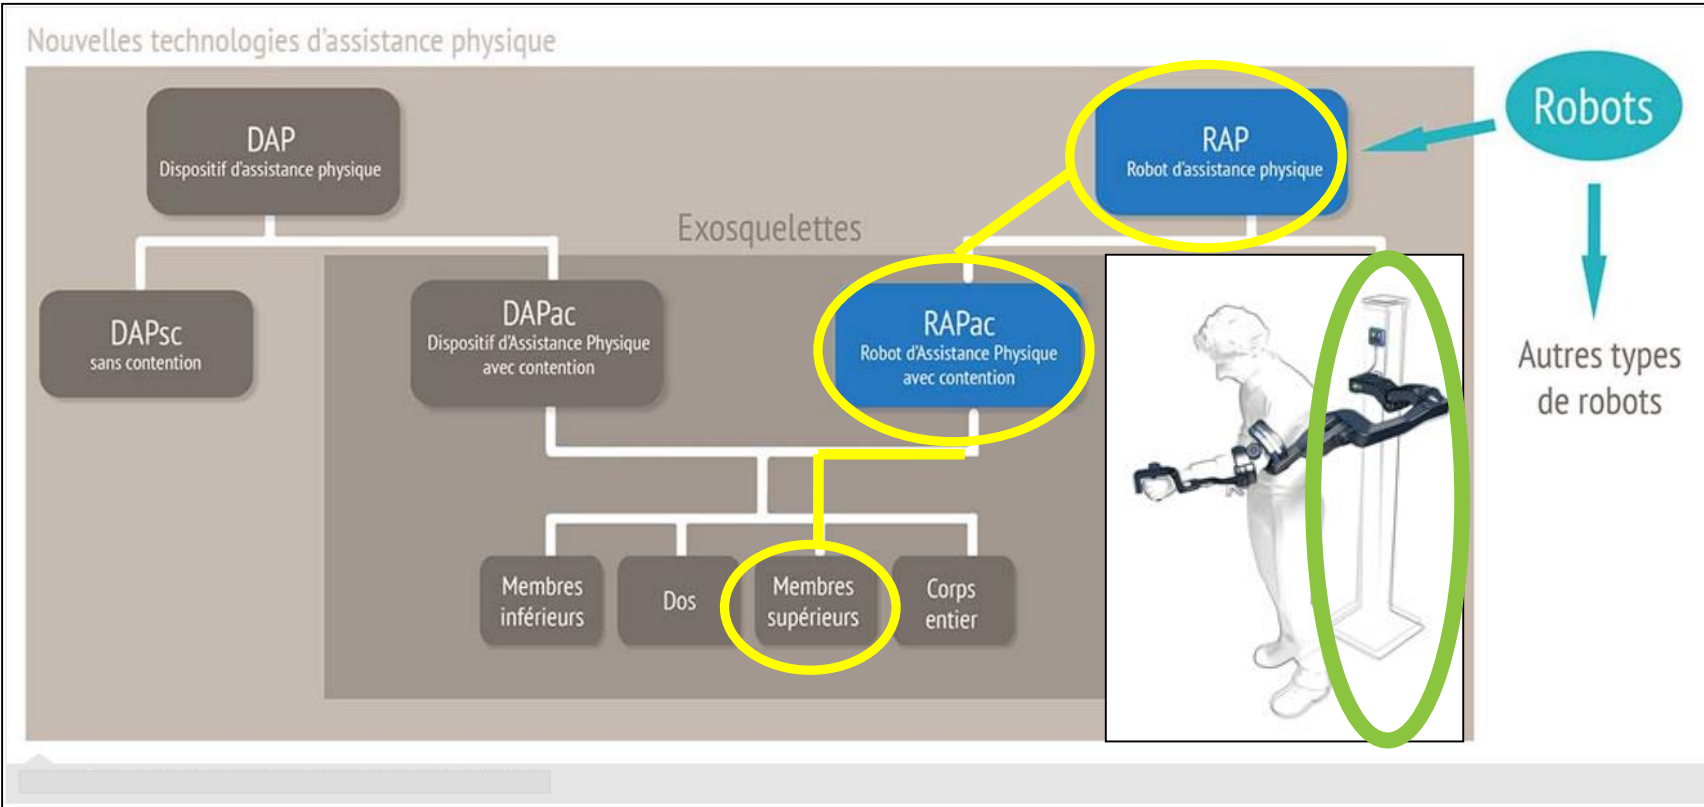 Nouvelles technologies d'assistance physique
DAP
Dispositif d'assistance physique
RAP
Robot d'assistance physique
Robots
Exosquelettes
DAPsc
sans contention
DAPac
Dispositif d'Assistance Physique
avec contention
RAPac
Robot d'Assistance Physique
avec contention
Autres types
de robots
Membres
inférieurs
Dos
Membres
supérieurs
Corps
entier